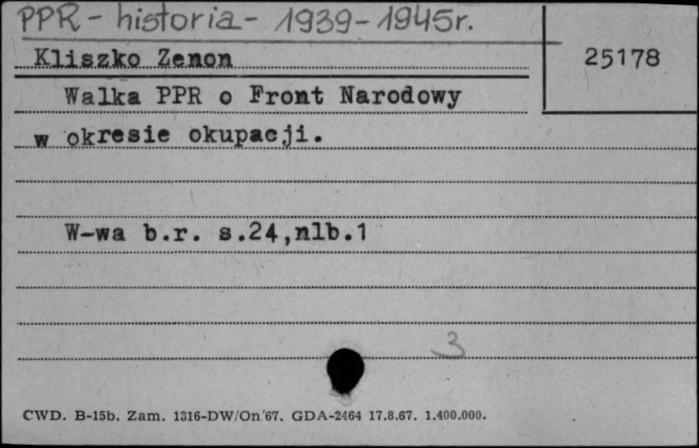 PPR - historia - 1939-1945r.
Kliszko Zenon
25178
Walka PPR o Front Narodowy
w okresie okupacji.
W-wa b.r. s.24,nlb.1
3
CWD. B-15b. Zam. 1316-DW/On/67. GDA-2464 17.8.67. 1.400.000.